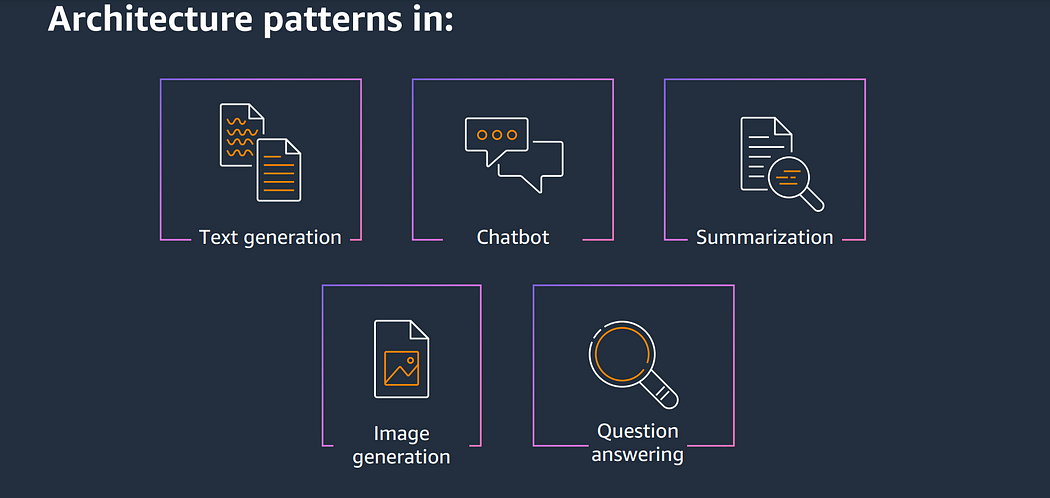 Architecture patterns in:
Text generation
Chatbot
Summarization
Image
generation
Question
answering